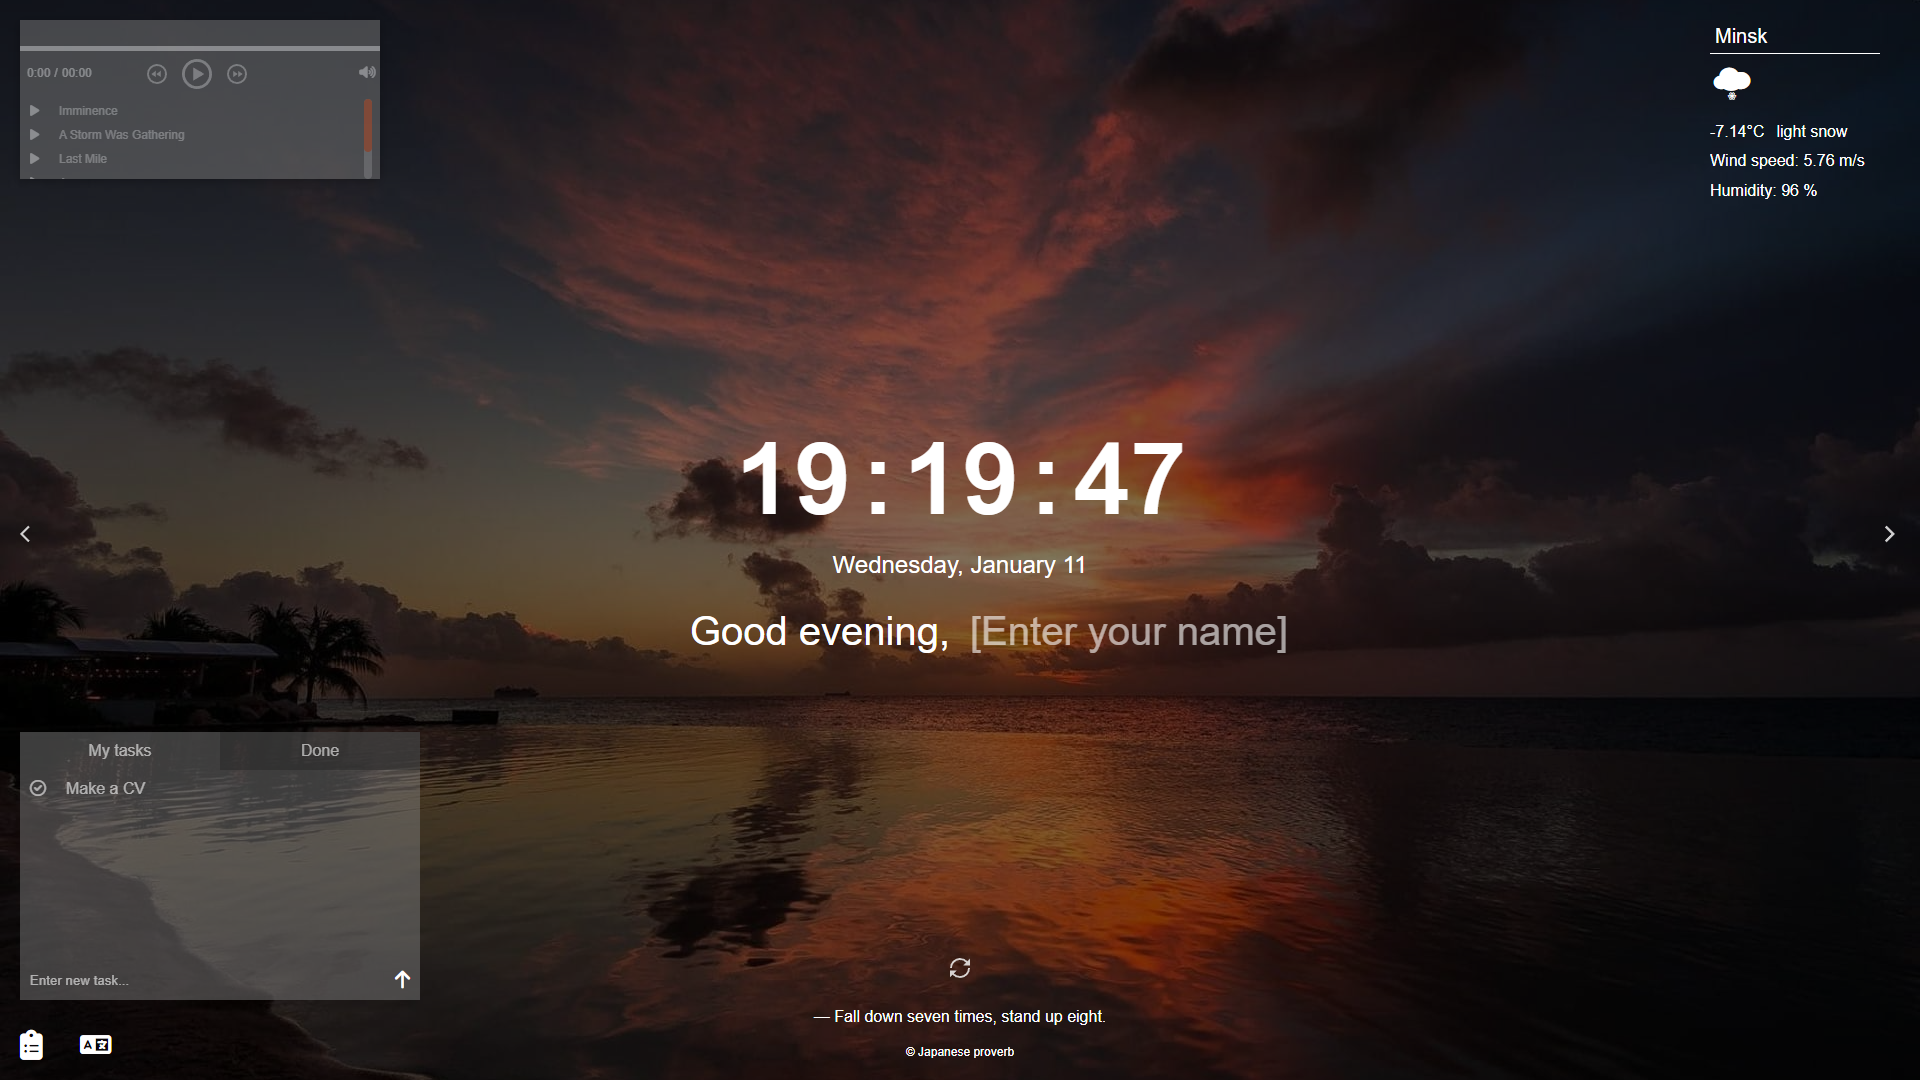 0:00 / 00:00
Imminence
A Storm Was Gathering
Last Mile
Minsk
-7.14°C light snow
Wind speed: 5.76 m/s
Humidity: 96 %
19:19:47
Wednesday, January 11
Good evening, [Enter your name]
My tasks
Done
Make a CV
Enter new task...
— Fall down seven times, stand up eight.
© Japanese proverb
A